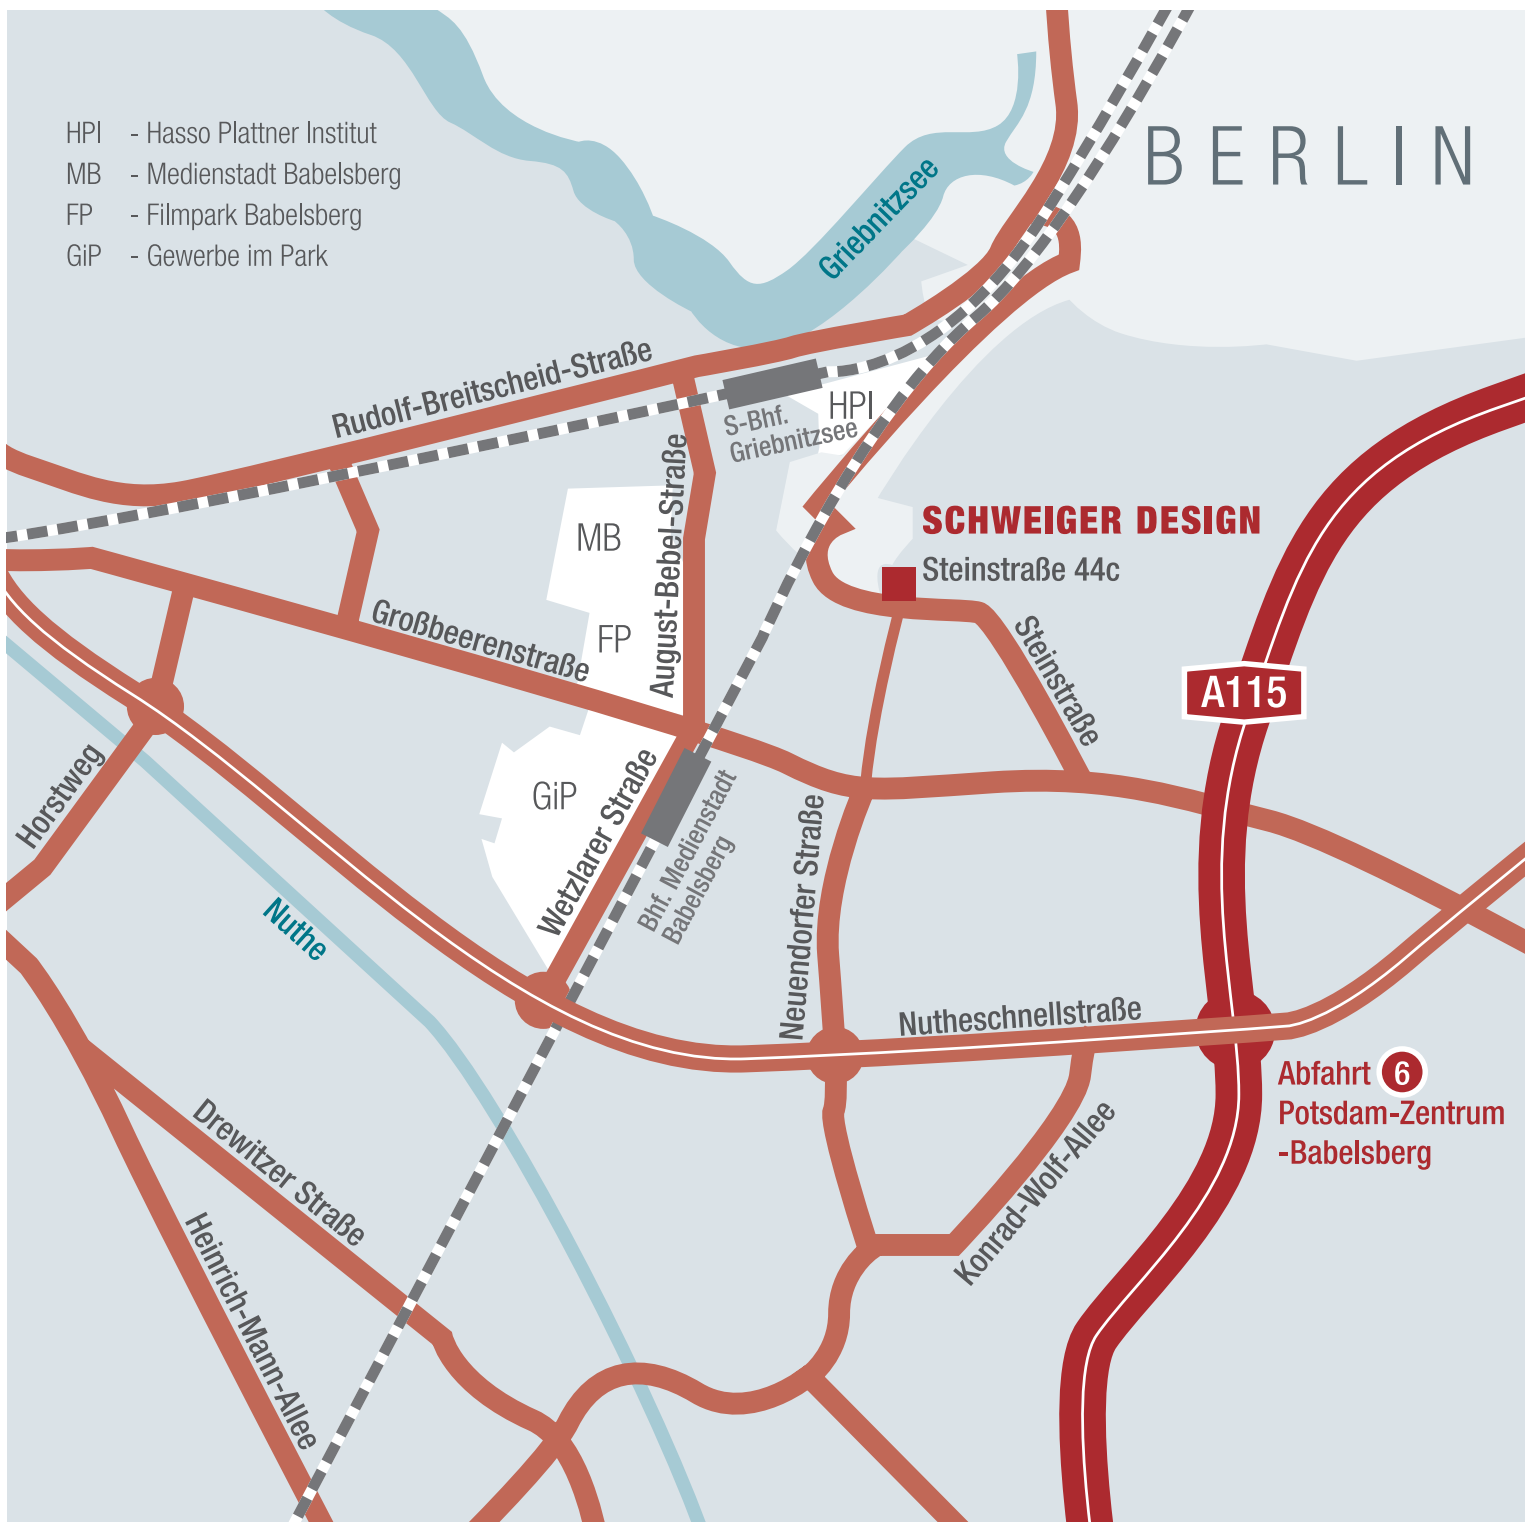 HPI - Hasso Plattner Institut
MB - Medienstadt Babelsberg
FP - Filmpark Babelsberg
GiP - Gewerbe im Park
BERLIN
Griebnitzsee
Rudolf-Breitscheid-Straße
S-Bhf.
Griebnitzsee
HPI
August-Bebel-Straße
MB
FP
SCHWEIGER DESIGN
Steinstraße 44c
Großbeerenstraße
Steinstraße
A115
Horstweg
GiP
Wetzlarer Straße
Bhf. Medienstadt
Babelsberg
Neuendorfer Straße
Nuthe
Nutheschnellstraße
Abfahrt 6
Potsdam-Zentrum
-Babelsberg
Drewitzer Straße
Konrad-Wolf-Allee
Heinrich-Mann-Allee